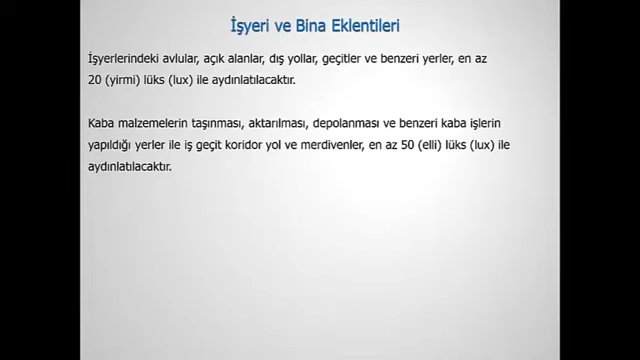 İşyeri ve Bina Eklentileri
İşyerlerindeki avlular, açık alanlar, dış yollar, geçitler ve benzeri yerler, en az
20 (yirmi) lüks (lux) ile aydınlatılacaktır.
Kaba malzemelerin taşınması, aktarılması, depolanması ve benzeri kaba işlerin
yapıldığı yerler ile iş geçit koridor yol ve merdivenler, en az 50 (elli) lüks (lux) ile
aydınlatılacaktır.